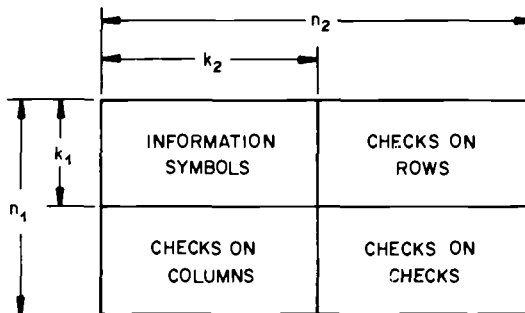 n2
k2
n1
k1
INFORMATION
SYMBOLS
CHECKS ON
ROWS
CHECKS ON
COLUMNS
CHECKS ON
CHECKS